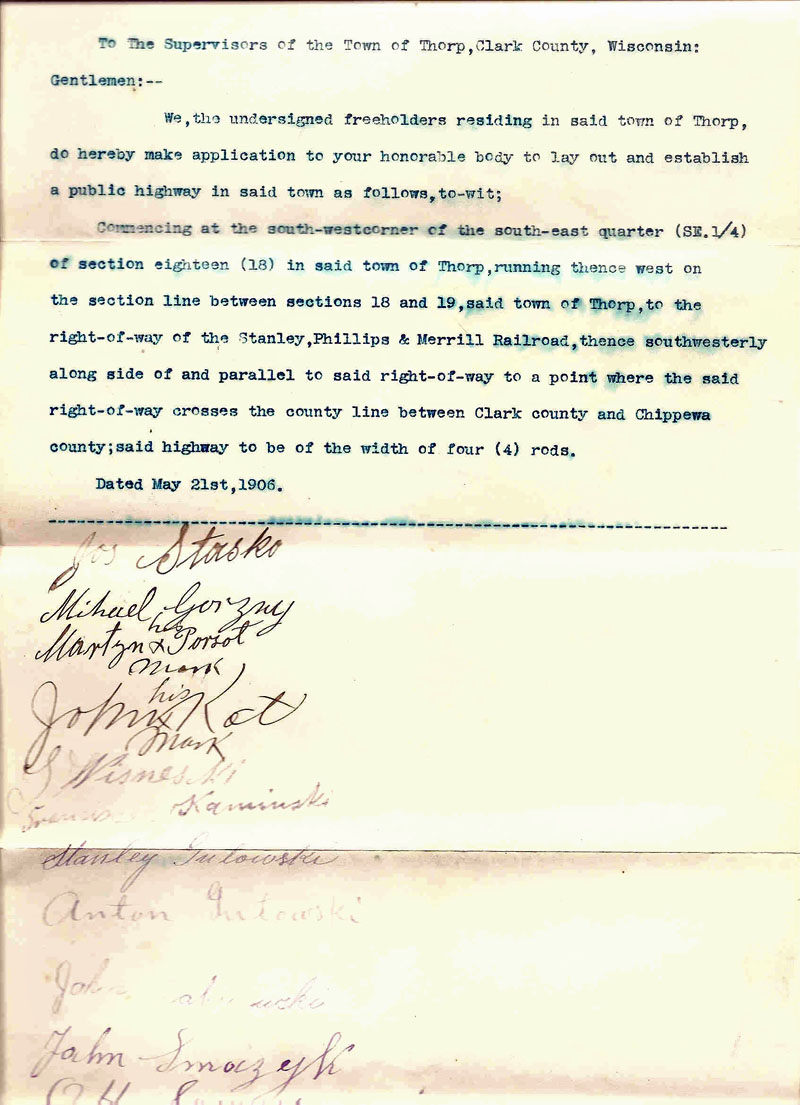 To The Supervisors of the Town of Thorp,Clark County, Wisconsin:
Gentlemen:--
We,the undersigned freeholders residing in said town of Thorp,
do hereby make application to your honorable body to lay out and establish
a public highway in said town as follows,to-wit;
Commencing at the south-westcorner of the south-east quarter (SE.1/4)
of section eighteen (18) in said town of Thorp,running thence west on
the section line between sections 18 and 19,said town of Thorp,to the
right-of-way of the Stanley,Phillips & Merrill Railroad,thence southwesterly
along side of and parallel to said right-of-way to a point where the said
right-of-way crosses the county line between Clark county and Chippewa
county;said highway to be of the width of four (4) rods.
Dated May 21st,1906.
Jos Stasko
Mihael Gorzny
his
Martyn x Porsot
mark
his
John x Kot
mark
Wisneski
Kaminski
Stanley Gutowski
Anton Gutowski
John
John Smazyk